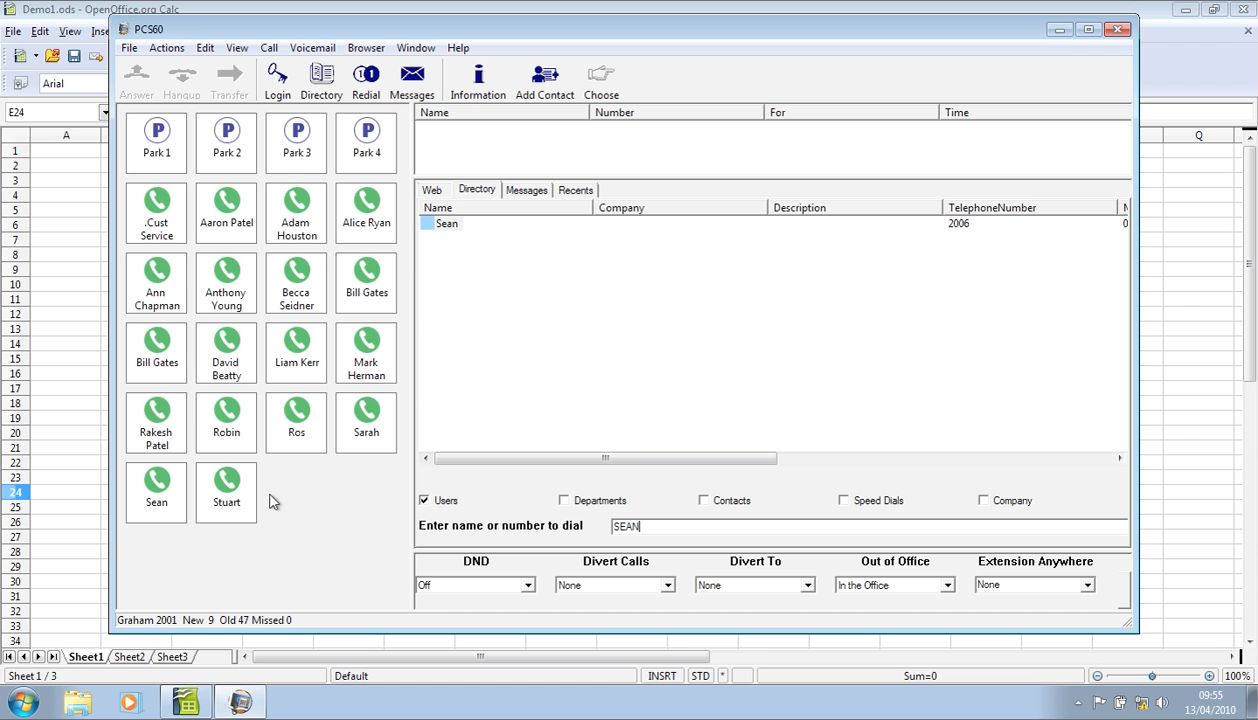 Demo1.ods - OpenOffice.org Calc
File Edit View Ins
Arial
E24
A
Q
1
2
3
4
5
6
7
8
9
10
11
12
13
14
15
16
17
18
19
20
21
22
23
24
25
26
27
28
29
30
31
32
33
34
PCS60
File Actions Edit View Call Voicemail Browser Window Help
Answer Hangup Transfer Login Directory Redial Messages Information Add Contact Choose
P P P P
Park 1 Park 2 Park 3 Park 4
.Cust Service
Aaron Patel
Adam Houston
Alice Ryan
Ann Chapman
Anthony Young
Becca Seidner
Bill Gates
Bill Gates
David Beatty
Liam Kerr
Mark Herman
Rakesh Patel
Robin
Ros
Sarah
Sean
Stuart
Name Number For Time
Web Directory Messages Recents
Name Company Description TelephoneNumber
Sean 2006 0
Users Departments Contacts Speed Dials Company
Enter name or number to dial SEAN
DND Divert Calls Divert To Out of Office Extension Anywhere
Off None None In the Office None
Graham 2001 New 9 Old 47 Missed 0
Sheet1 Sheet2 Sheet3
Sheet 1 / 3 Default INSRT STD * Sum=0 100%
09:55
13/04/2010